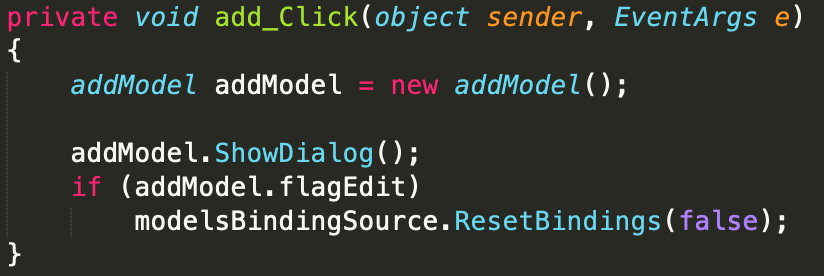 private void add_Click(object sender, EventArgs e)
{
    addModel addModel = new addModel();

    addModel.ShowDialog();
    if (addModel.flagEdit)
        modelsBindingSource.ResetBindings(false);
}